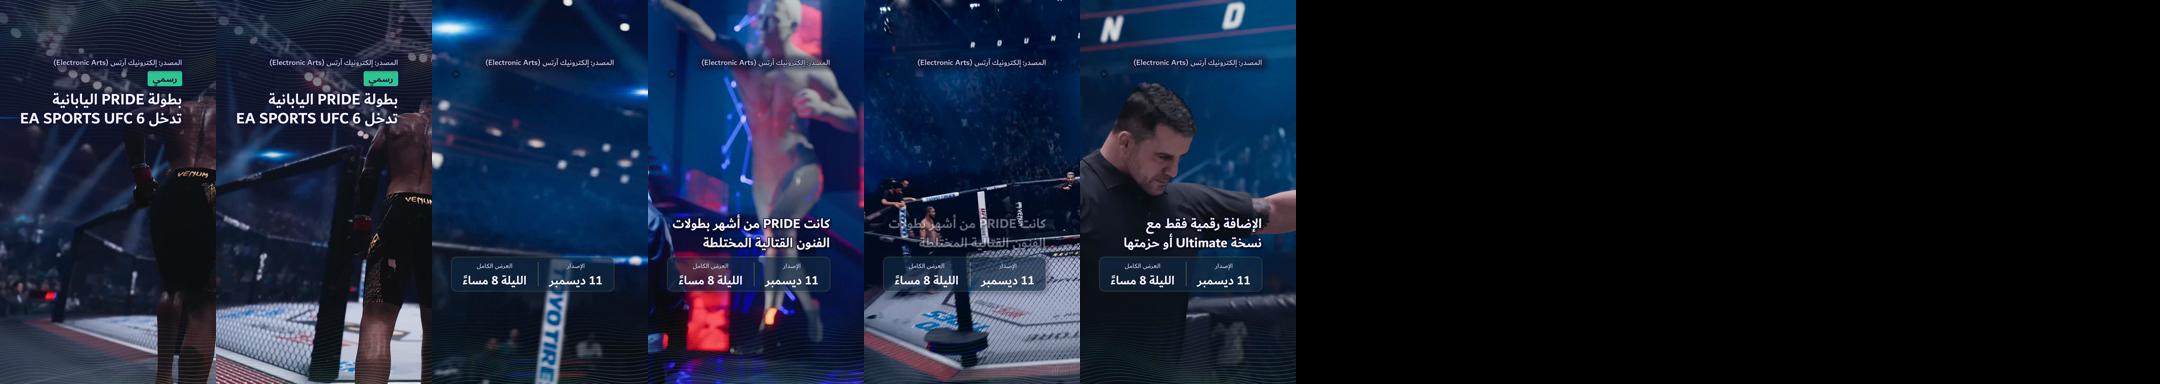 المصدر: إلكترونيك آرتس (Electronic Arts)
رسمي
بطولة PRIDE اليابانية
تدخل EA SPORTS UFC 6
VENUM
المصدر: إلكترونيك آرتس (Electronic Arts)
رسمي
بطولة PRIDE اليابانية
تدخل EA SPORTS UFC 6
VENUM
المصدر: إلكترونيك آرتس (Electronic Arts)
الإصدار
11 ديسمبر
العرض الكامل
الليلة 8 مساءً
المصدر: إلكترونيك آرتس (Electronic Arts)
كانت PRIDE من أشهر بطولات
الفنون القتالية المختلطة
الإصدار
11 ديسمبر
العرض الكامل
الليلة 8 مساءً
ROUND
المصدر: إلكترونيك آرتس (Electronic Arts)
كانت PRIDE من أشهر بطولات
الفنون القتالية المختلطة
الإصدار
11 ديسمبر
العرض الكامل
الليلة 8 مساءً
N D
المصدر: إلكترونيك آرتس (Electronic Arts)
الإضافة رقمية فقط مع
نسخة Ultimate أو حزمتها
الإصدار
11 ديسمبر
العرض الكامل
الليلة 8 مساءً